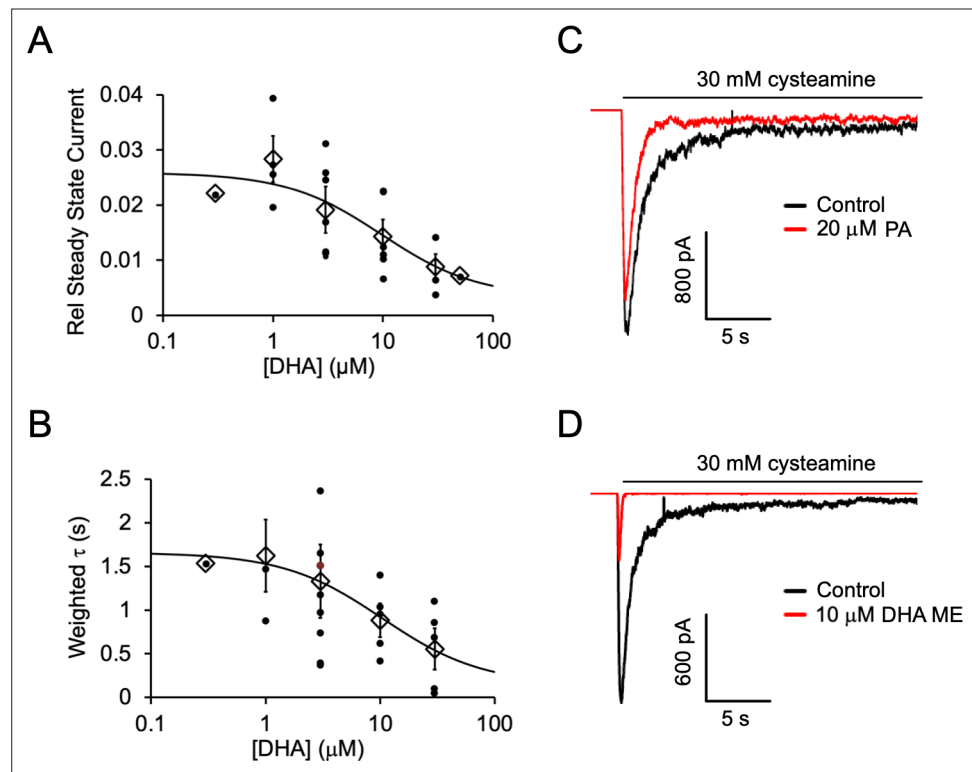 A
Rel Steady State Current
0.04
0.03
0.02
0.01
0
0.1
1
10
100
[DHA] (µM)
B
Weighted τ (s)
2.5
2
1.5
1
0.5
0
0.1
1
10
100
[DHA] (μM)
C
30 mM cysteamine
Control
20 μM PA
800 pA
5 s
D
30 mM cysteamine
Control
10 μM DHA ME
600 pA
5 s